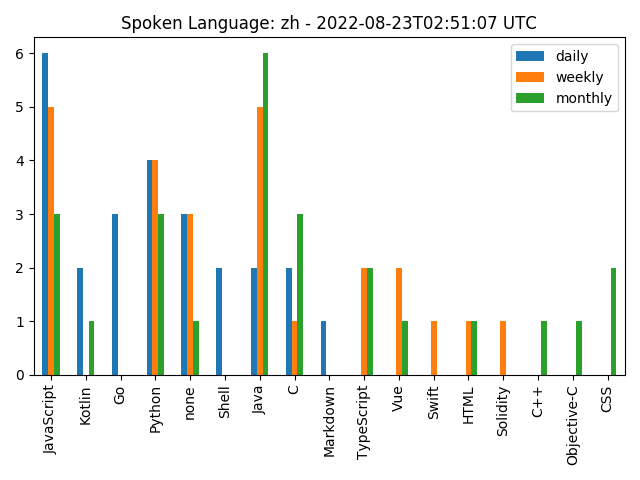 Spoken Language: zh - 2022-08-23T02:51:07 UTC
daily
weekly
monthly
6
5
4
3
2
1
0
JavaScript
Kotlin
Go
Python
none
Shell
Java
C
Markdown
TypeScript
Vue
Swift
HTML
Solidity
C++
Objective-C
CSS